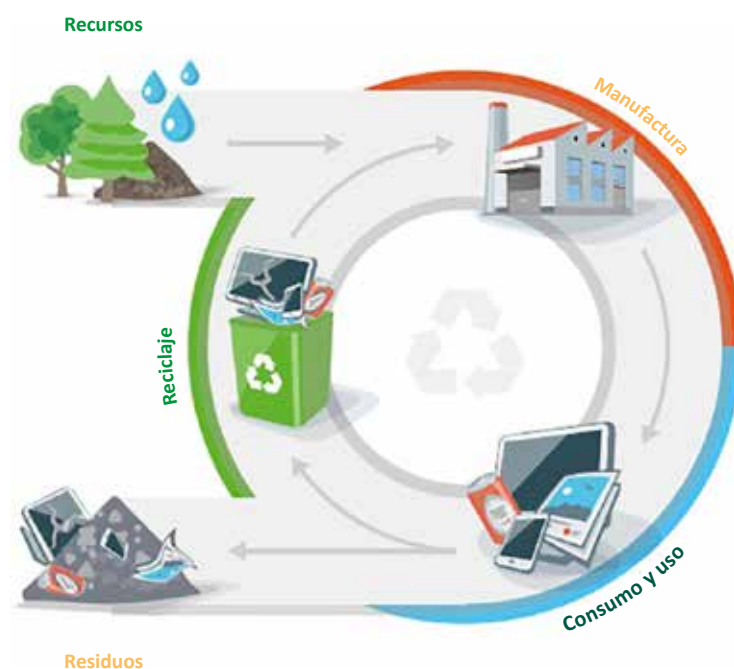 Recursos
Manufactura
Reciclaje
Consumo y uso
Residuos